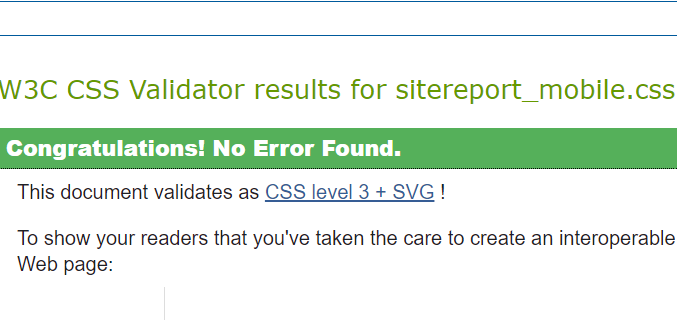 W3C CSS Validator results for sitereport_mobile.css
Congratulations! No Error Found.
This document validates as CSS level 3 + SVG !
To show your readers that you've taken the care to create an interoperable
Web page: